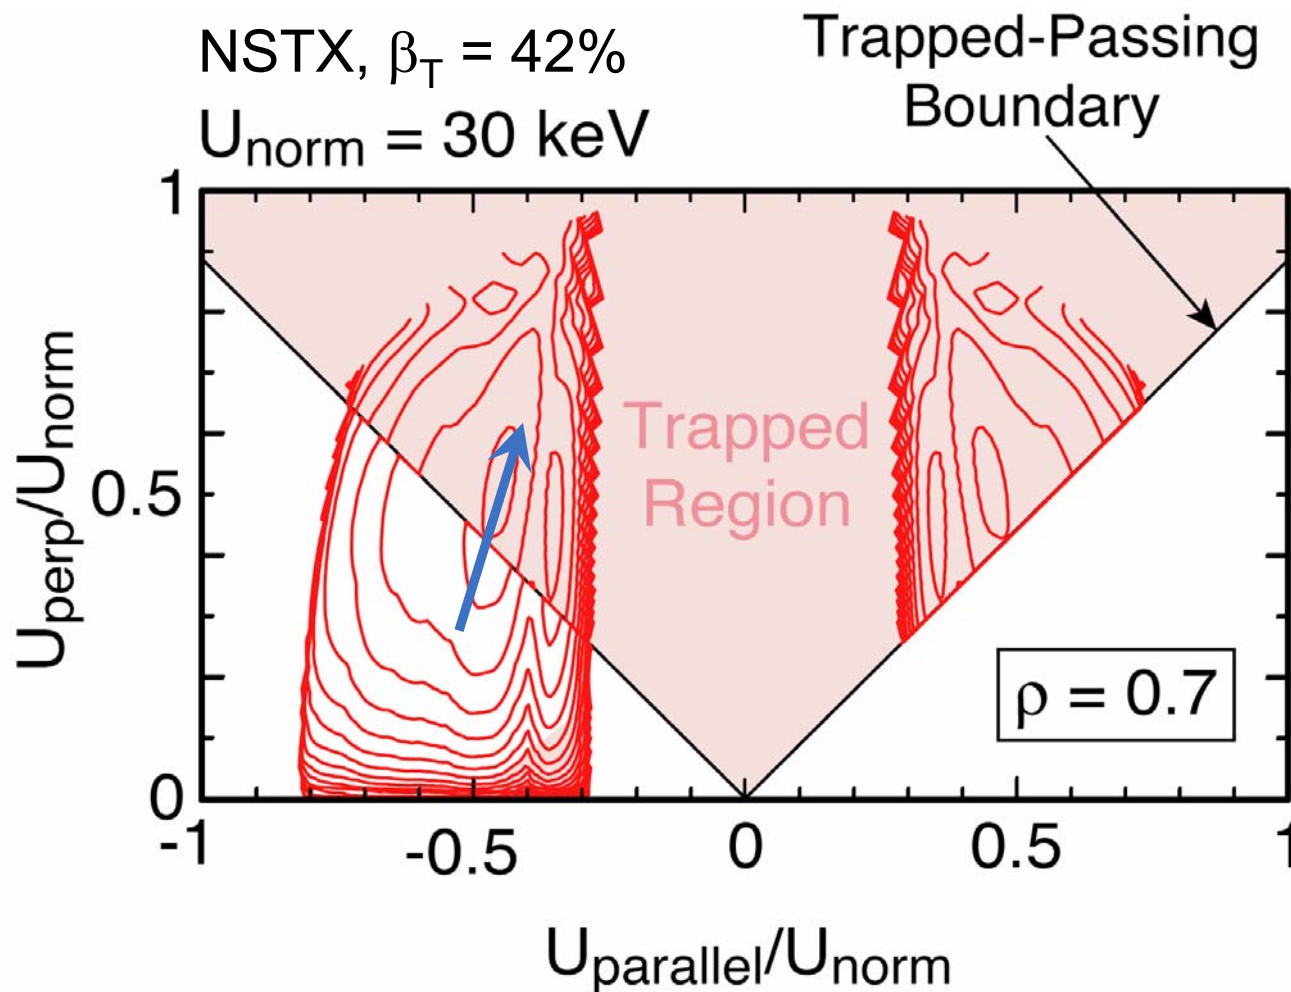 NSTX, βT = 42%
Unorm = 30 keV
Trapped-Passing
Boundary
1
0.5
0
Uperp/Unorm
Trapped
Region
ρ = 0.7
-1
-0.5
0
0.5
1
Uparallel/Unorm